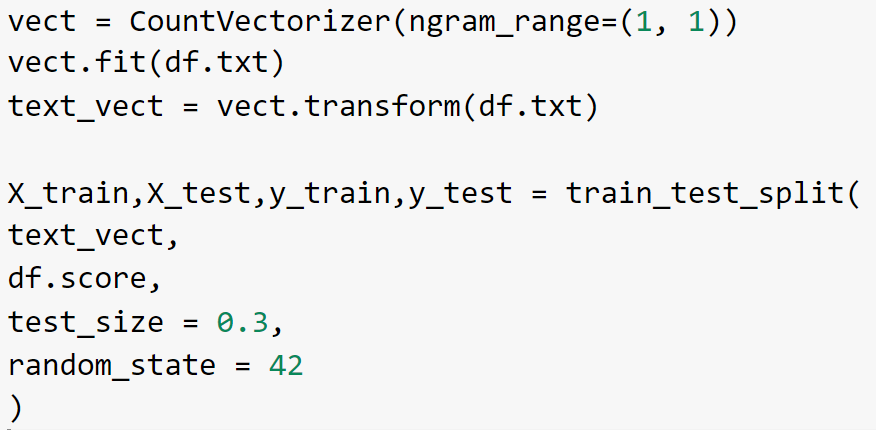 vect = CountVectorizer(ngram_range=(1, 1))
vect.fit(df.txt)
text_vect = vect.transform(df.txt)
X_train,X_test,y_train,y_test = train_test_split(
text_vect,
df.score,
test_size = 0.3,
random_state = 42
)